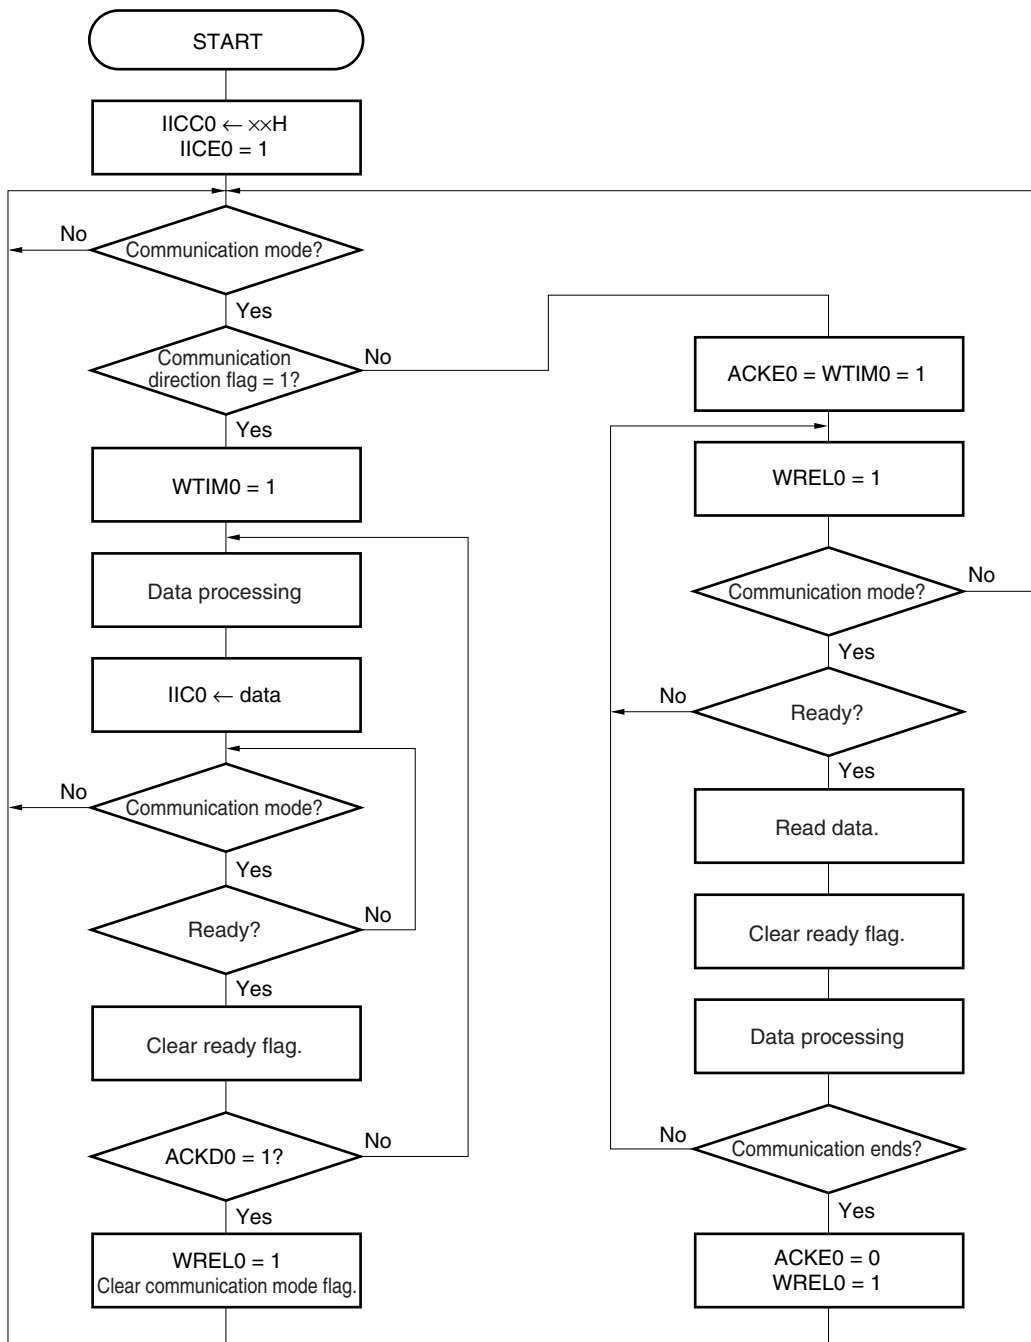 START
IICC0 ← ××H
IICE0 = 1
No
Communication mode?
Yes
Communication
direction flag = 1?
No
Yes
WTIM0 = 1
Data processing
IIC0 ← data
No
Communication mode?
Yes
Ready?
No
Yes
Clear ready flag.
ACKD0 = 1?
No
Yes
WREL0 = 1
Clear communication mode flag.
ACKE0 = WTIM0 = 1
WREL0 = 1
Communication mode?
No
Yes
No
Ready?
Yes
Read data.
Clear ready flag.
Data processing
No
Communication ends?
Yes
ACKE0 = 0
WREL0 = 1